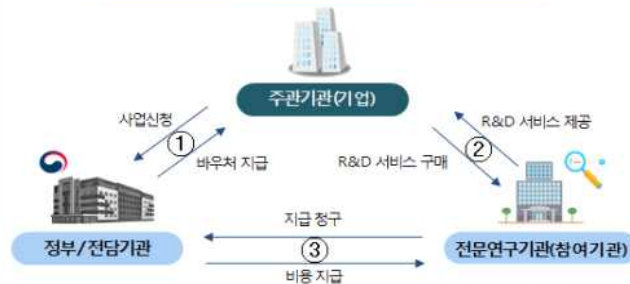 주관기관(기업)
사업신청
①
바우처 지급
R&D 서비스 제공
②
R&D 서비스 구매
정부/전담기관
지급 청구
③
비용 지급
전문연구기관(참여기관)